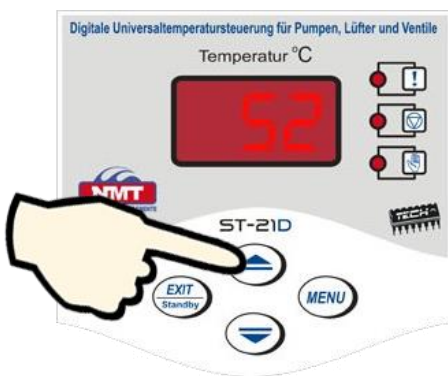 Digitale Universaltemperatursteuerung für Pumpen, Lüfter und Ventile
Temperatur °C
52
!
NMT
TECH
ST-21D
EXIT
Standby
MENU